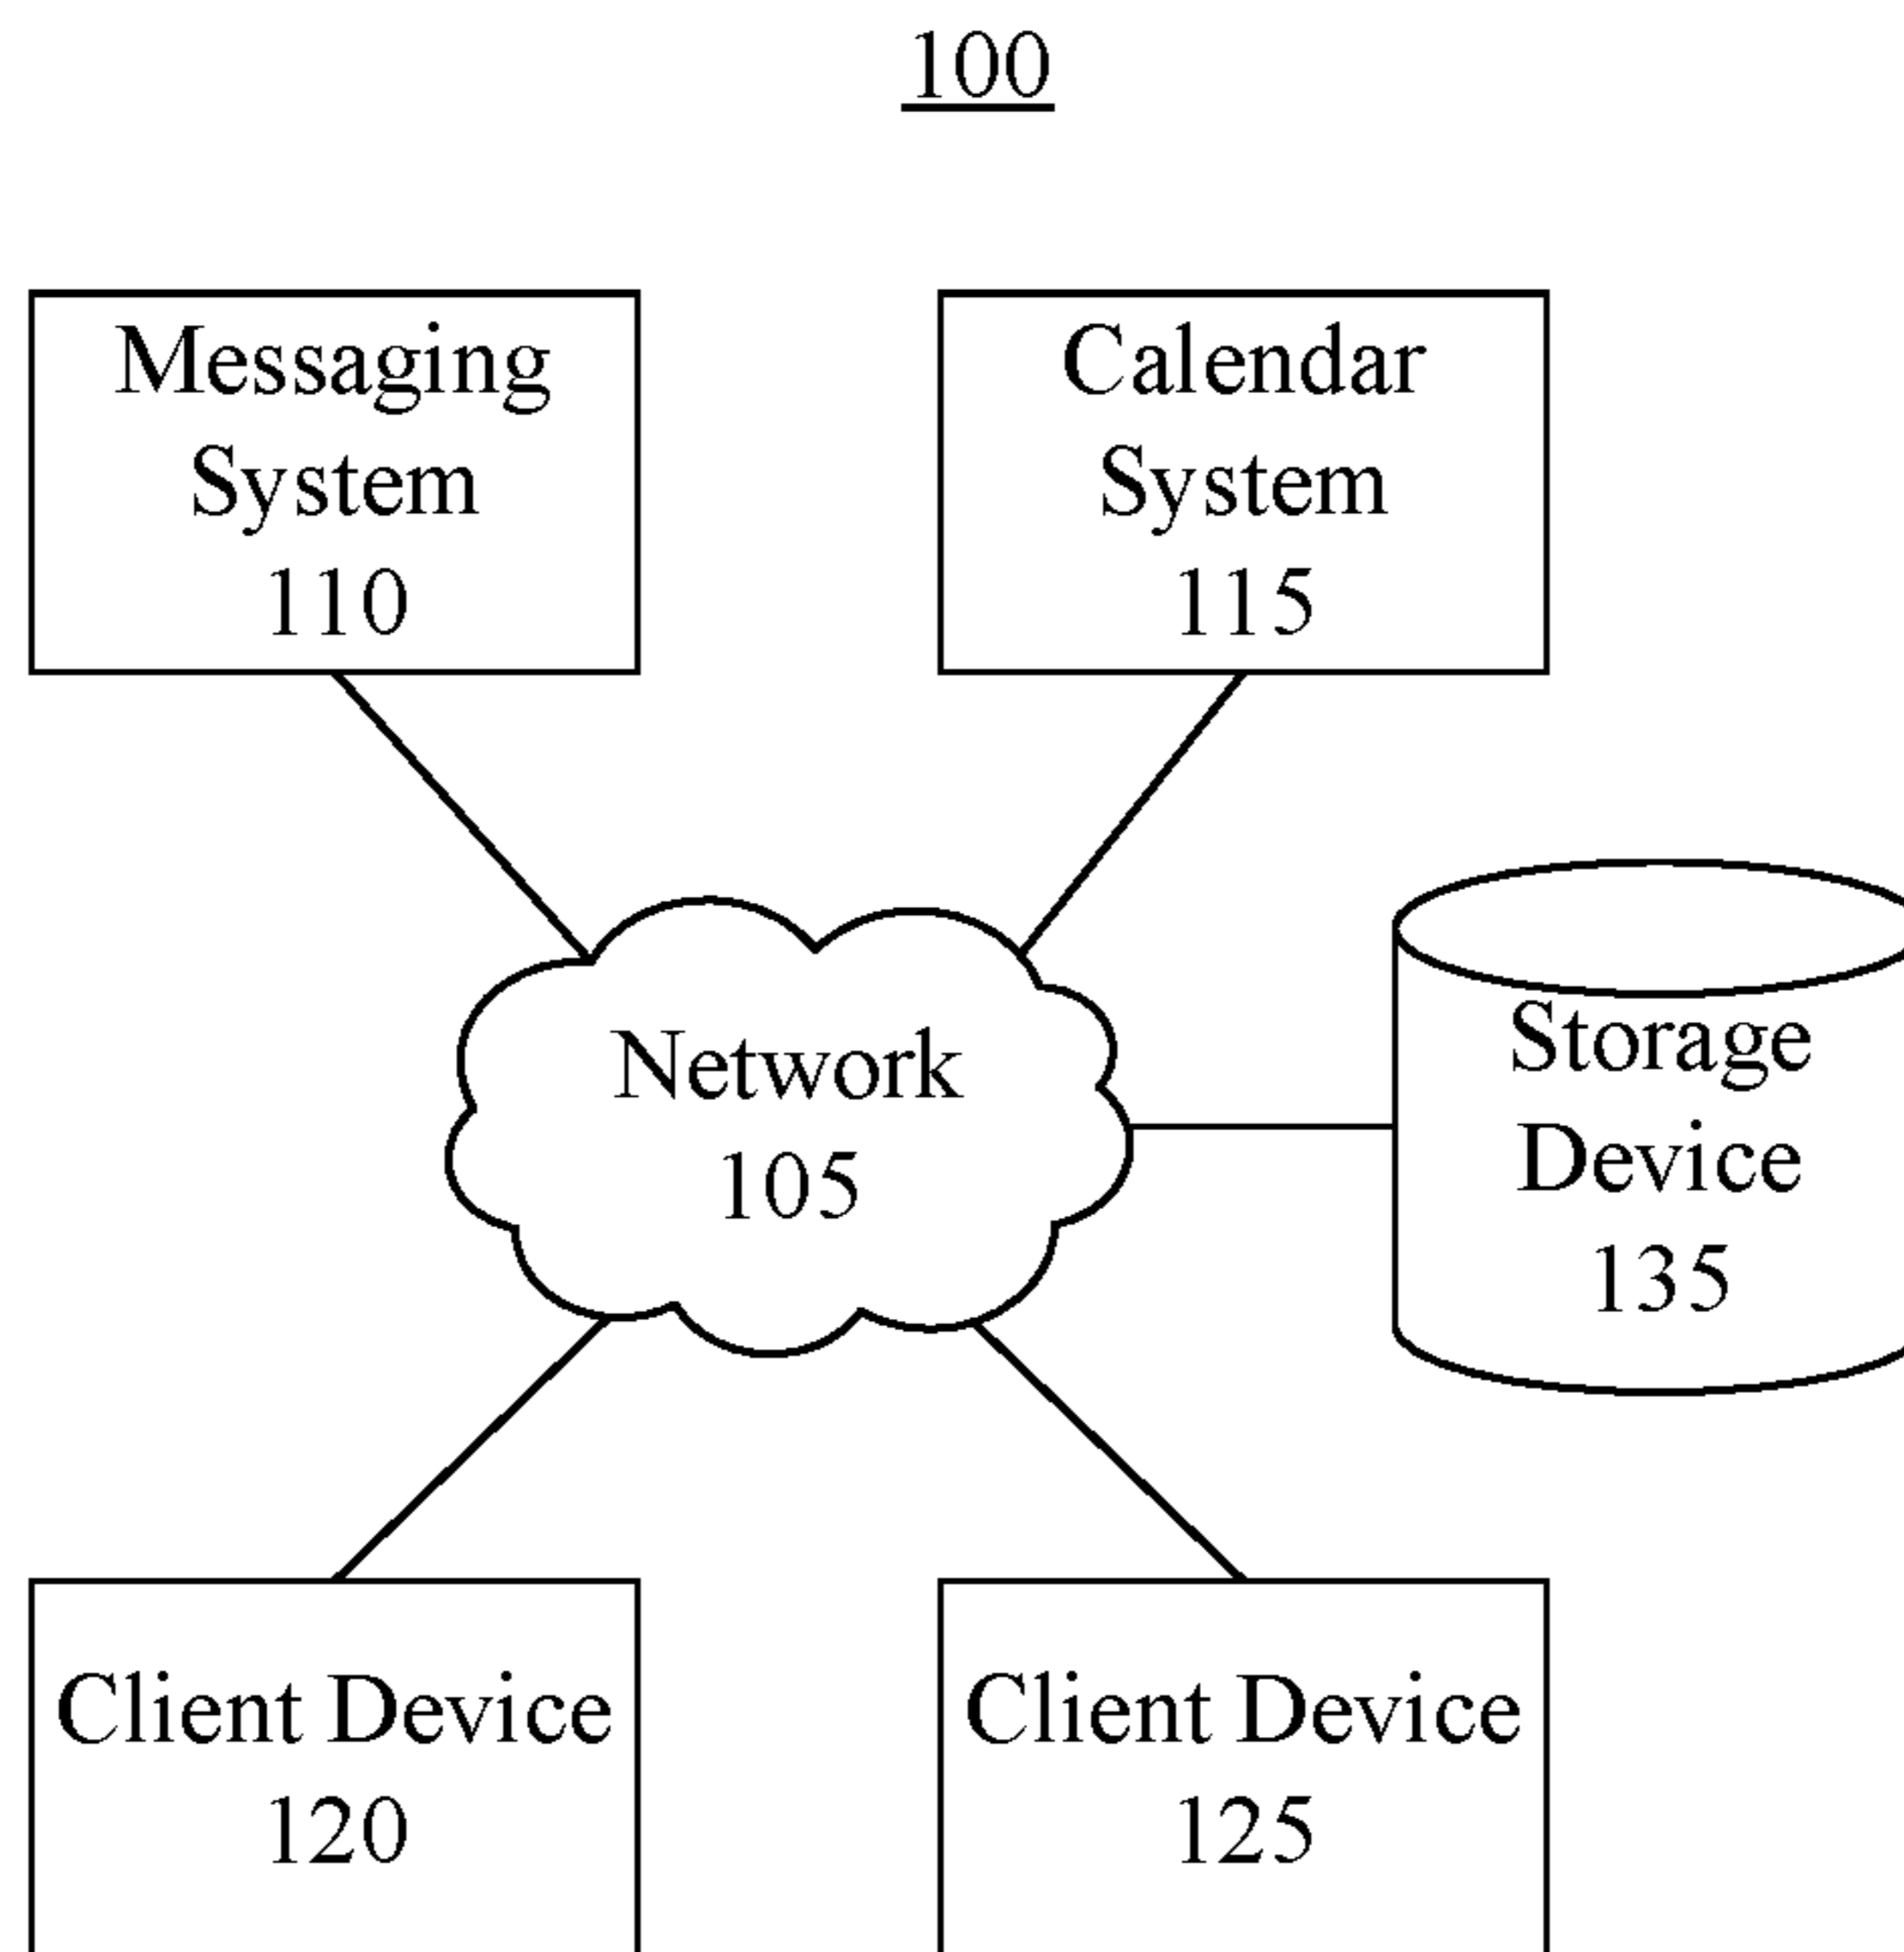 100
Messaging
System
110
Calendar
System
115
Network
105
Storage
Device
135
Client Device
120
Client Device
125